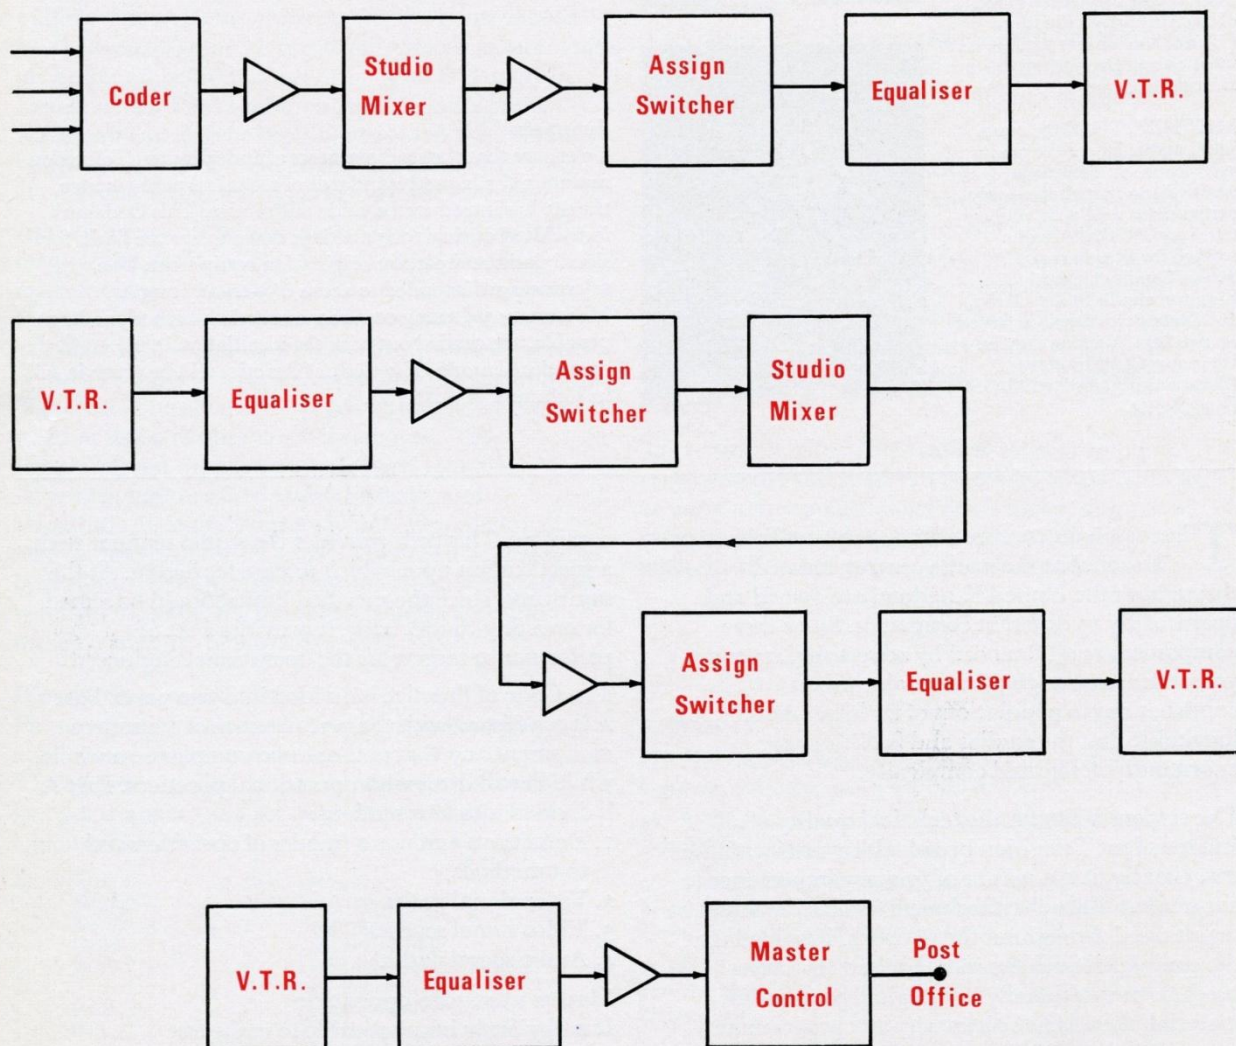 Coder
Studio
Mixer
Assign
Switcher
Equaliser
V.T.R.
V.T.R.
Equaliser
Assign
Switcher
Studio
Mixer
Assign
Switcher
Equaliser
V.T.R.
V.T.R.
Equaliser
Master
Control
Post
Office